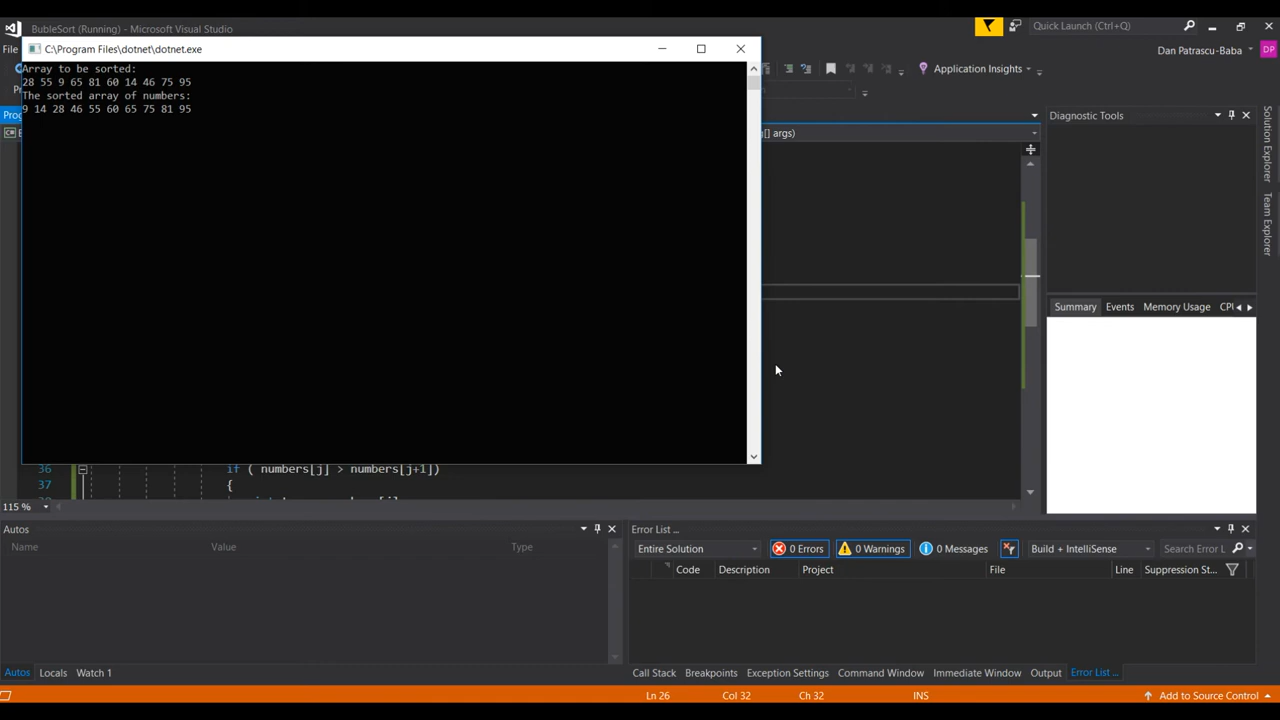 BubleSort (Running) - Microsoft Visual Studio
Quick Launch (Ctrl+Q)
File
Dan Patrascu-Baba
DP
C:\Program Files\dotnet\dotnet.exe
Application Insights
Array to be sorted:
28 55 9 65 81 60 14 46 75 95
The sorted array of numbers:
9 14 28 46 55 60 65 75 81 95
args)
Diagnostic Tools
Solution Explorer
Team Explorer
Summary
Events
Memory Usage
36
if ( numbers[j] > numbers[j+1])
37
{
115 %
Autos
Name
Value
Type
Error List ...
Entire Solution
0 Errors
0 Warnings
0 Messages
Build + IntelliSense
Search Error L
Code
Description
Project
File
Line
Suppression St...
Autos
Locals
Watch 1
Call Stack
Breakpoints
Exception Settings
Command Window
Immediate Window
Output
Error List ...
Ln 26
Col 32
Ch 32
INS
Add to Source Control